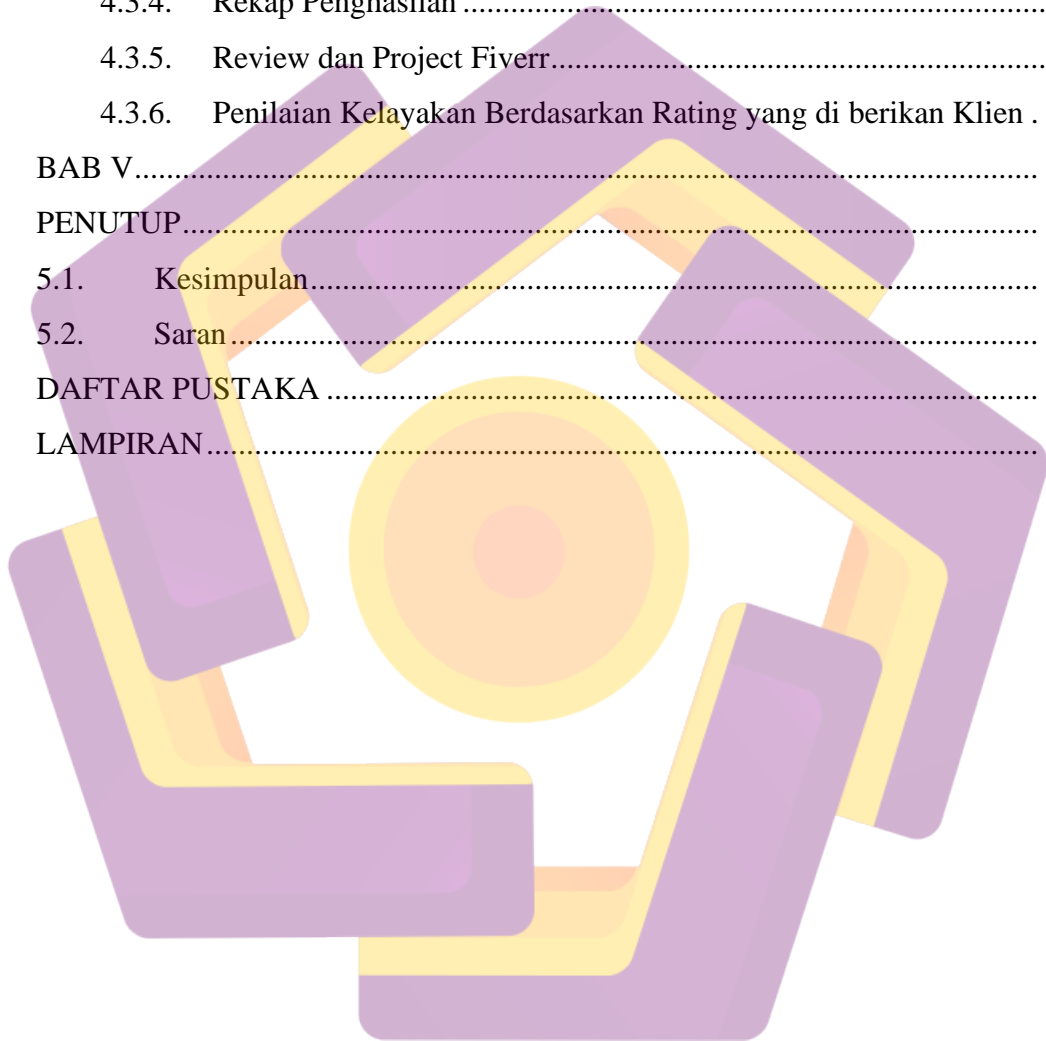 4.3.4. Rekap Penghasilan ................................................................................
4.3.5. Review dan Project Fiverr................................................................
4.3.6. Penilaian Kelayakan Berdasarkan Rating yang di berikan Klien .
BAB V................................................................................................................
PENUTUP..........................................................................................................
5.1. Kesimpulan............................................................................................
5.2. Saran .....................................................................................................
DAFTAR PUSTAKA .........................................................................................
LAMPIRAN.......................................................................................................